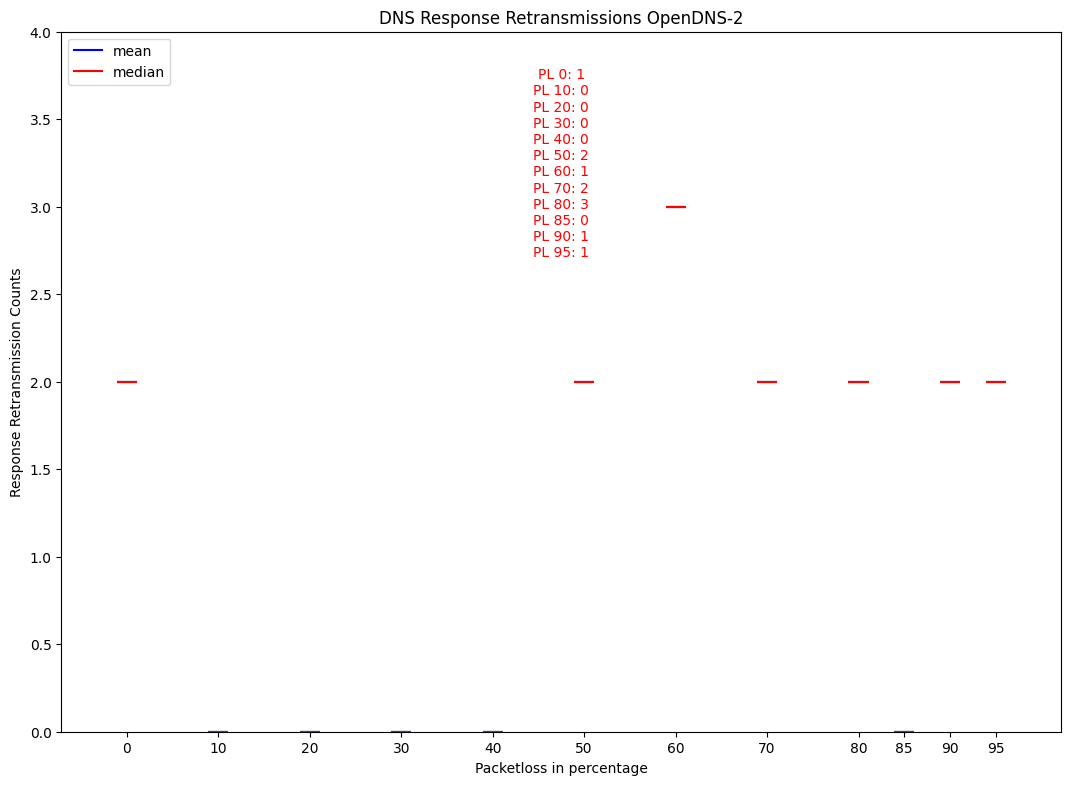 DNS Response Retransmissions OpenDNS-2
mean
median
PL 0: 1
PL 10: 0
PL 20: 0
PL 30: 0
PL 40: 0
PL 50: 2
PL 60: 1
PL 70: 2
PL 80: 3
PL 85: 0
PL 90: 1
PL 95: 1
Response Retransmission Counts
4.0
3.5
3.0
2.5
2.0
1.5
1.0
0.5
0.0
0 10 20 30 40 50 60 70 80 85 90 95
Packetloss in percentage